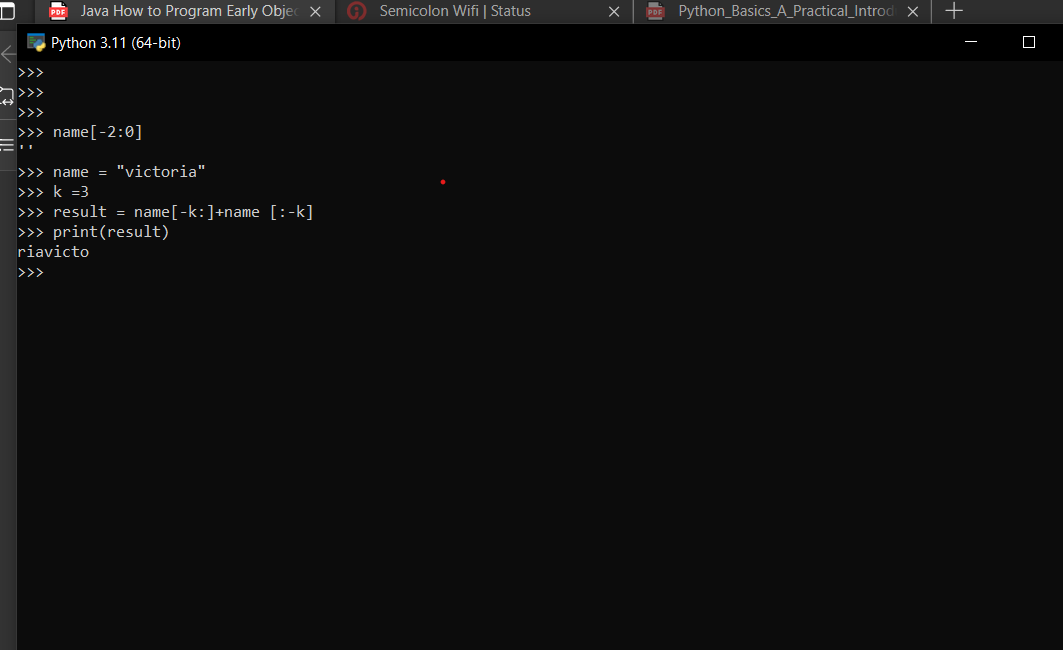 Java How to Program Early Objec
Semicolon Wifi | Status
Python_Basics_A_Practical_Introd
Python 3.11 (64-bit)
>>>
>>>
>>>
>>> name[-2:0]
''
>>> name = "victoria"
>>> k =3
>>> result = name[-k:]+name [:-k]
>>> print(result)
riavicto
>>>